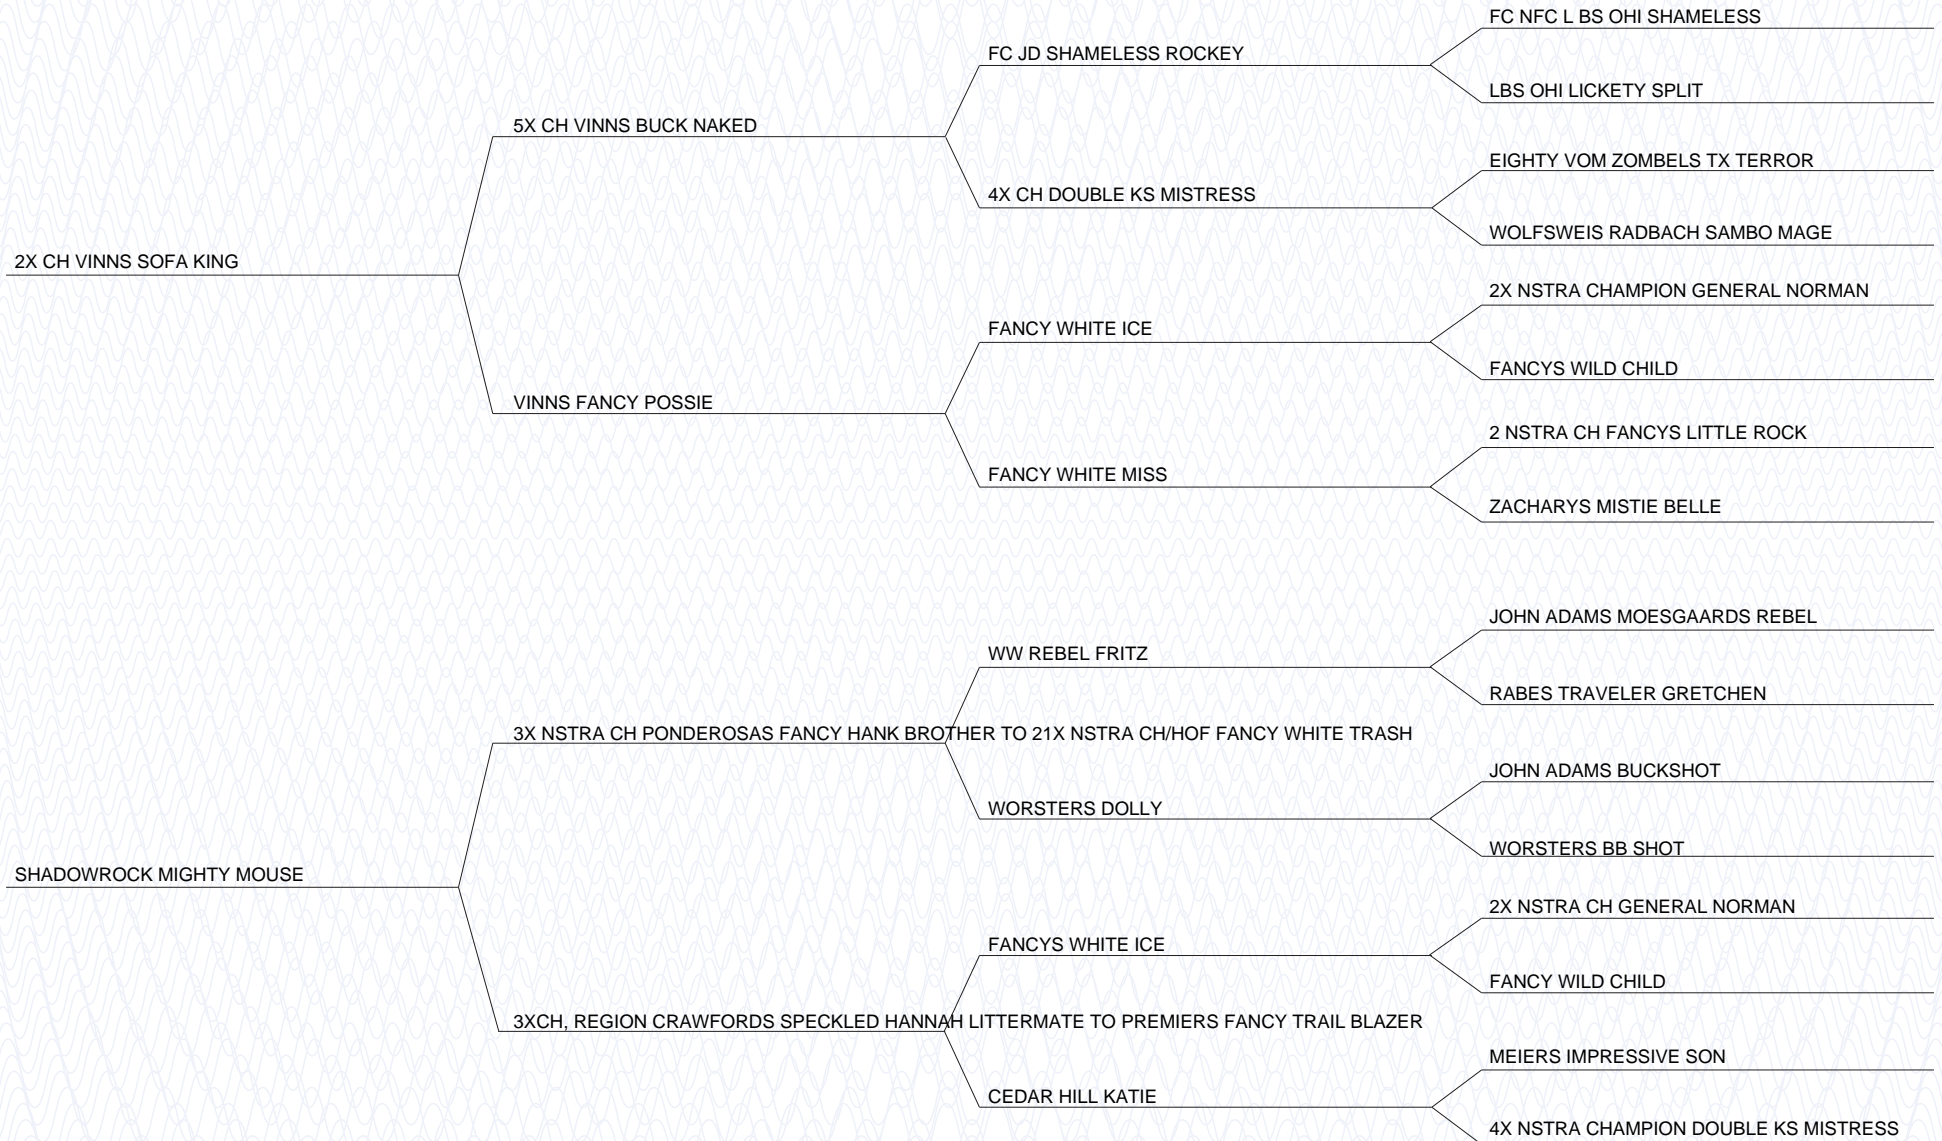 FC NFC L BS OHI SHAMELESS
FC JD SHAMELESS ROCKEY
LBS OHI LICKETY SPLIT
5X CH VINNS BUCK NAKED
EIGHTY VOM ZOMBELS TX TERROR
4X CH DOUBLE KS MISTRESS
WOLFSWEIS RADBACH SAMBO MAGE
2X CH VINNS SOFA KING
2X NSTRA CHAMPION GENERAL NORMAN
FANCY WHITE ICE
FANCYS WILD CHILD
VINNS FANCY POSSIE
2 NSTRA CH FANCYS LITTLE ROCK
FANCY WHITE MISS
ZACHARYS MISTIE BELLE
JOHN ADAMS MOESGAARDS REBEL
WW REBEL FRITZ
RABES TRAVELER GRETCHEN
3X NSTRA CH PONDEROSAS FANCY HANK BROTHER TO 21X NSTRA CH/HOF FANCY WHITE TRASH
JOHN ADAMS BUCKSHOT
WORSTERS DOLLY
WORSTERS BB SHOT
SHADOWROCK MIGHTY MOUSE
2X NSTRA CH GENERAL NORMAN
FANCYS WHITE ICE
FANCY WILD CHILD
3XCH, REGION CRAWFORDS SPECKLED HANNAH LITTERMATE TO PREMIERS FANCY TRAIL BLAZER
MEIERS IMPRESSIVE SON
CEDAR HILL KATIE
4X NSTRA CHAMPION DOUBLE KS MISTRESS